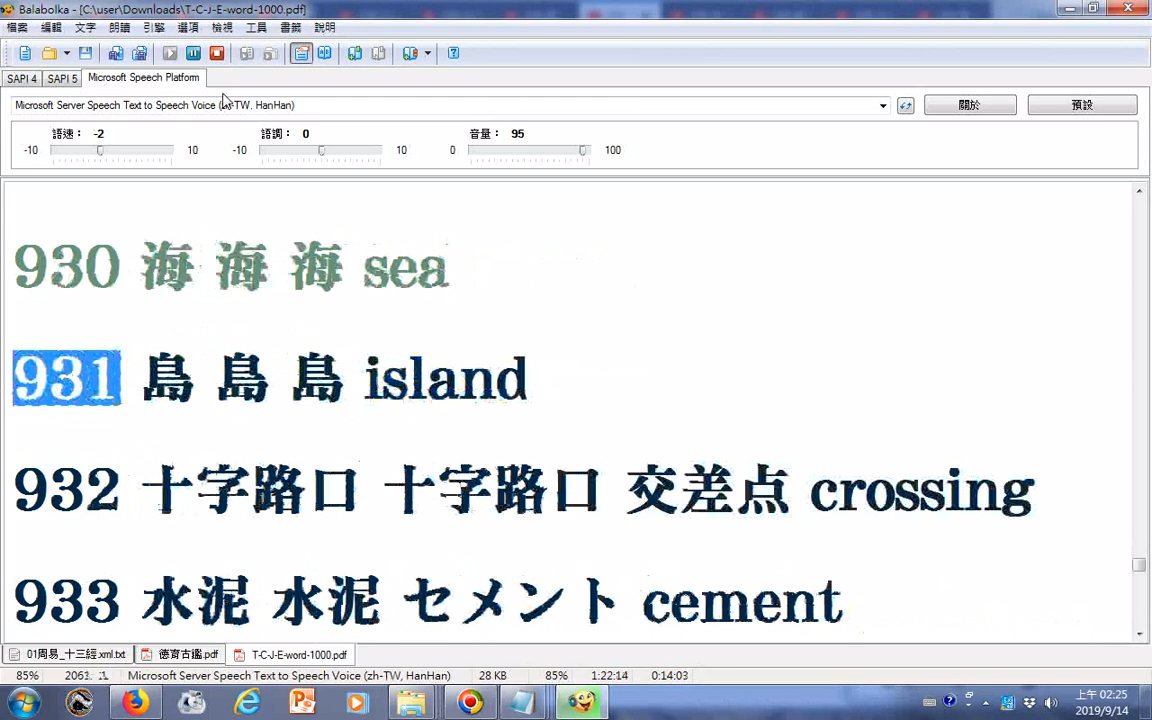 Balabolka - [C:\user\Downloads\T-C-J-E-word-1000.pdf]
檔案 編輯 文字 朗讀 引擎 選項 檢視 工具 書籤 說明
SAPI 4 SAPI 5 Microsoft Speech Platform
Microsoft Server Speech Text to Speech Voice (zh-TW, HanHan) 關於 預設
語速： -2 語調： 0 音量： 95
-10 10 -10 10 0 100
930 海 海 海 sea
931 島 島 島 island
932 十字路口 十字路口 交差点 crossing
933 水泥 水泥 セメント cement
01周易_十三經.xml.txt 德育古鑑.pdf T-C-J-E-word-1000.pdf
85% Microsoft Server Speech Text to Speech Voice (zh-TW, HanHan) 28 KB 85% 1:22:14 0:14:03
上午 02:25
2019/9/14